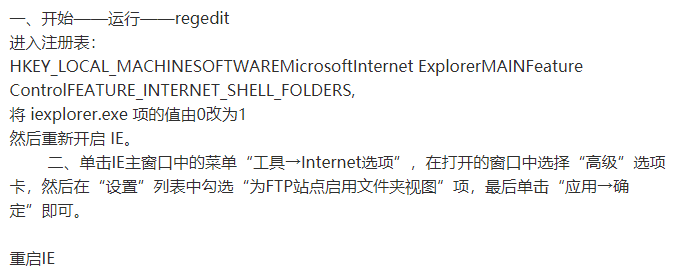 一、开始——运行——regedit
进入注册表：
HKEY_LOCAL_MACHINESOFTWAREMicrosoftInternet ExplorerMAINFeature
ControlFEATURE_INTERNET_SHELL_FOLDERS,
将 iexplorer.exe 项的值由0改为1
然后重新开启 IE。
二、单击IE主窗口中的菜单“工具→Internet选项”，在打开的窗口中选择“高级”选项
卡，然后在“设置”列表中勾选“为FTP站点启用文件夹视图”项，最后单击“应用→确
定”即可。
重启IE